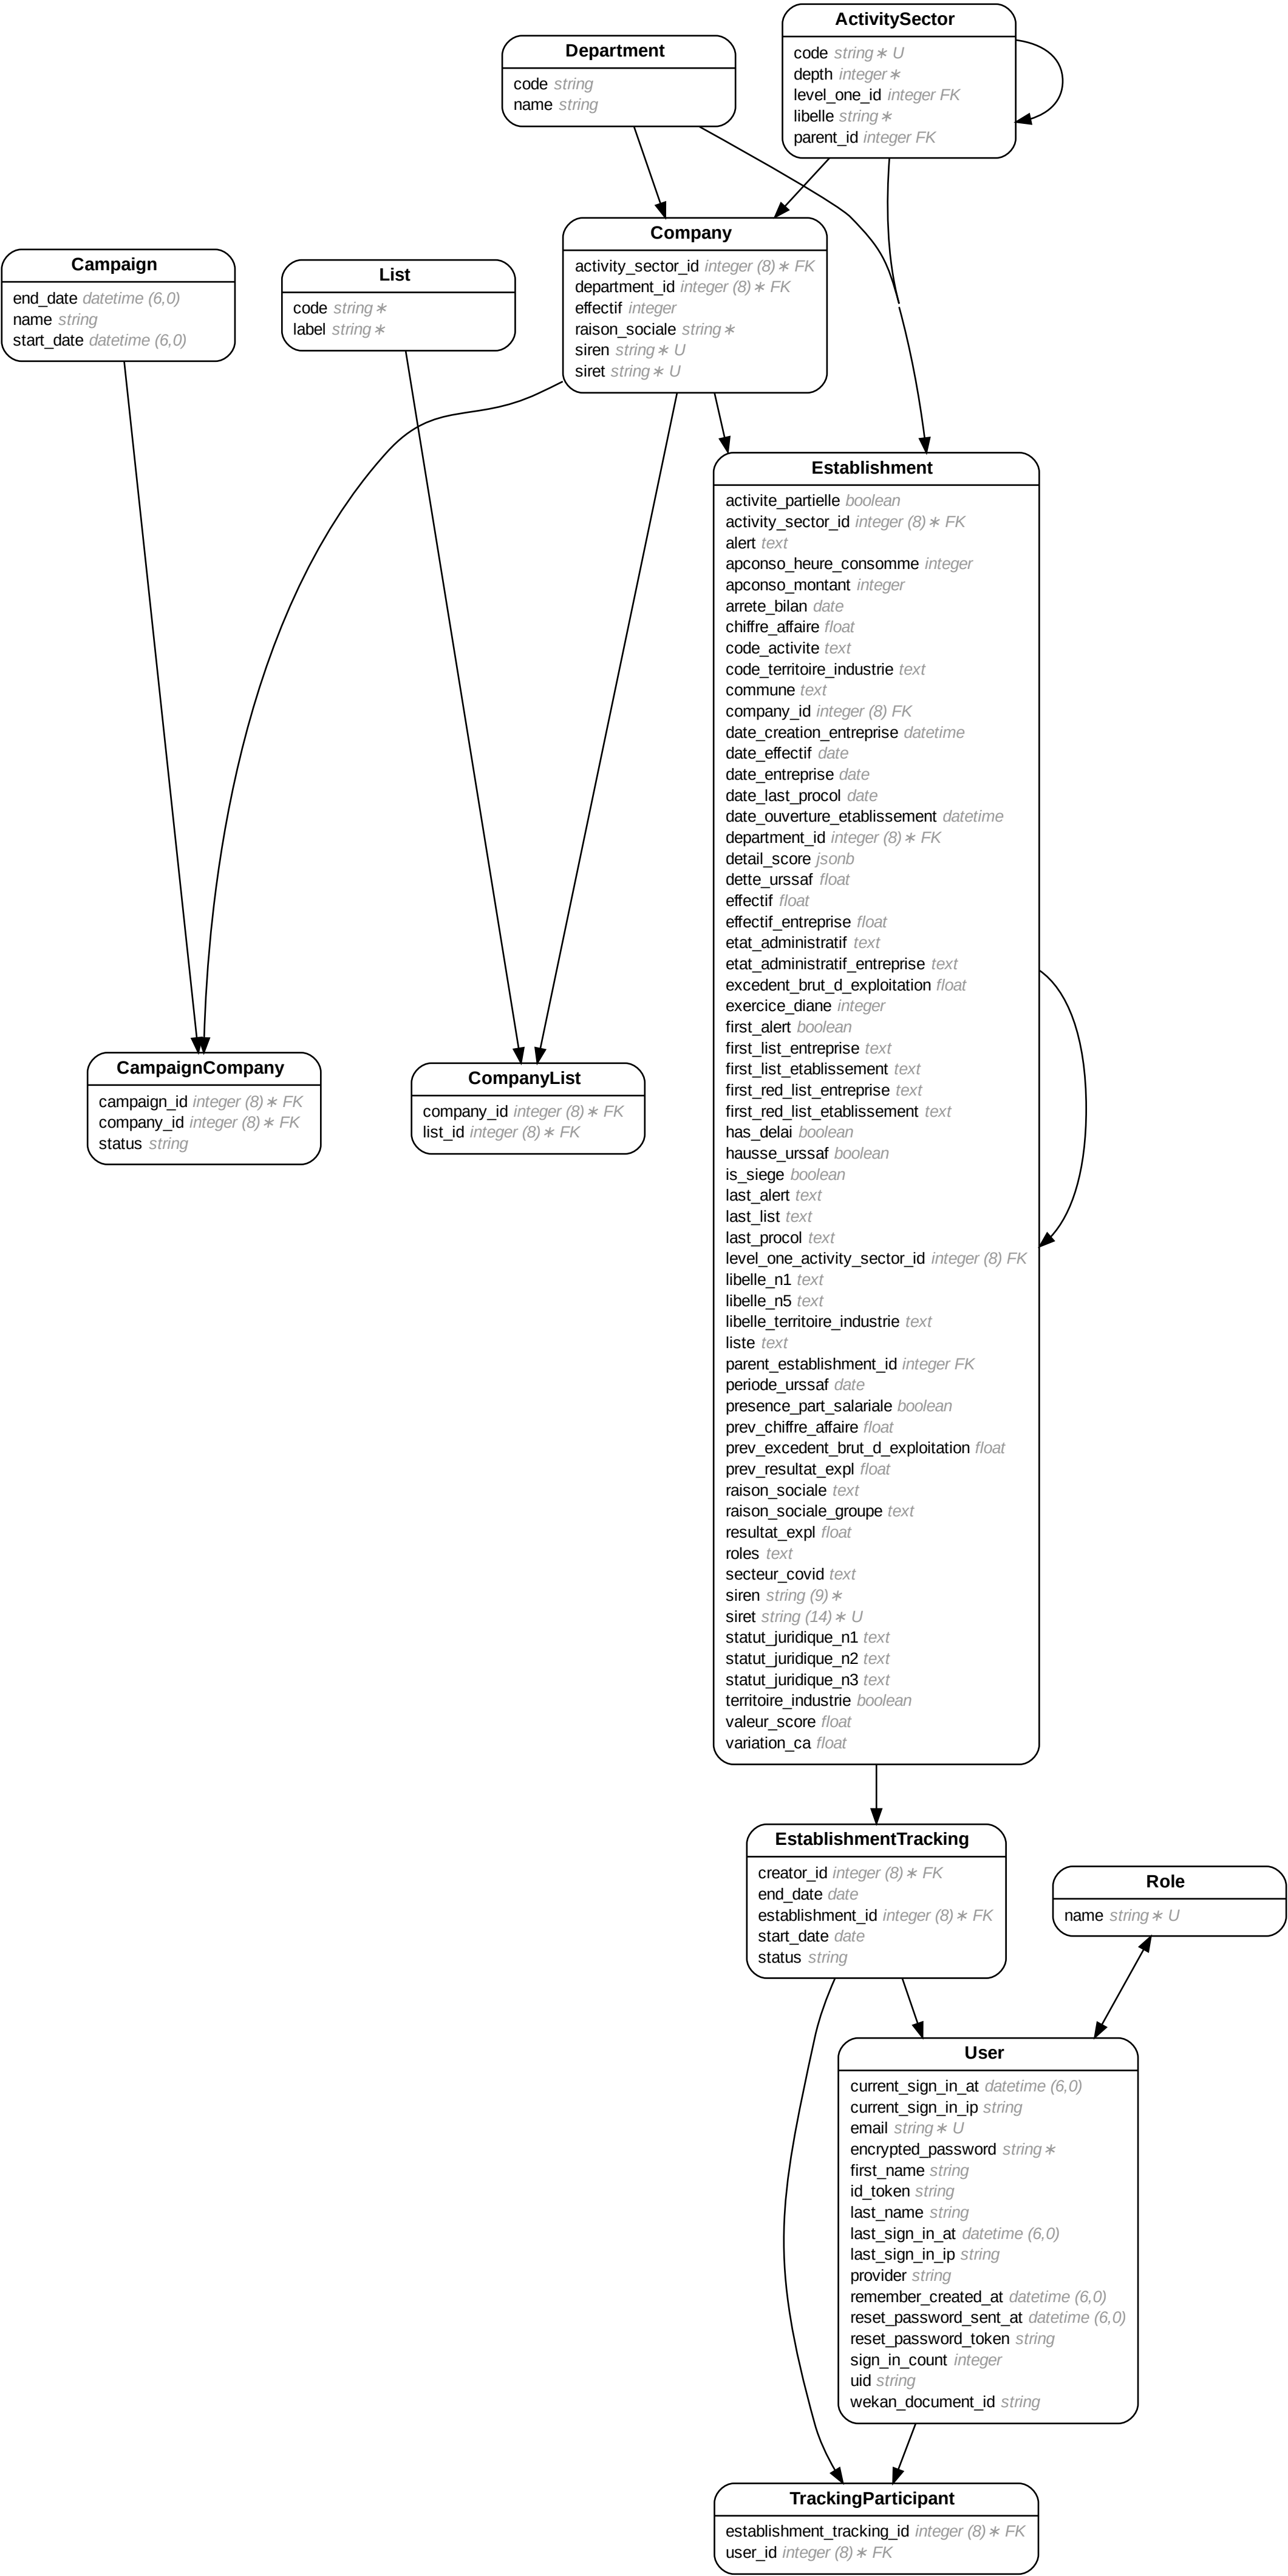 ActivitySector
code string∗ U
depth integer∗
level_one_id integer FK
libelle string∗
parent_id integer FK
Department
code string
name string
Company
activity_sector_id integer (8)∗ FK
department_id integer (8)∗ FK
effectif integer
raison_sociale string∗
siren string∗ U
siret string∗ U
Campaign
end_date datetime (6,0)
name string
start_date datetime (6,0)
List
code string∗
label string∗
Establishment
activite_partielle boolean
activity_sector_id integer (8)∗ FK
alert text
apconso_heure_consomme integer
apconso_montant integer
arrete_bilan date
chiffre_affaire float
code_activite text
code_territoire_industrie text
commune text
company_id integer (8) FK
date_creation_entreprise datetime
date_effectif date
date_entreprise date
date_last_procol date
date_ouverture_etablissement datetime
department_id integer (8)∗ FK
detail_score jsonb
dette_urssaf float
effectif float
effectif_entreprise float
etat_administratif text
etat_administratif_entreprise text
excedent_brut_d_exploitation float
exercice_diane integer
first_alert boolean
first_list_entreprise text
first_list_etablissement text
first_red_list_entreprise text
first_red_list_etablissement text
has_delai boolean
hausse_urssaf boolean
is_siege boolean
last_alert text
last_list text
last_procol text
level_one_activity_sector_id integer (8) FK
libelle_n1 text
libelle_n5 text
libelle_territoire_industrie text
liste text
parent_establishment_id integer FK
periode_urssaf date
presence_part_salariale boolean
prev_chiffre_affaire float
prev_excedent_brut_d_exploitation float
prev_resultat_expl float
raison_sociale text
raison_sociale_groupe text
resultat_expl float
roles text
secteur_covid text
siren string (9)∗
siret string (14)∗ U
statut_juridique_n1 text
statut_juridique_n2 text
statut_juridique_n3 text
territoire_industrie boolean
valeur_score float
variation_ca float
CampaignCompany
campaign_id integer (8)∗ FK
company_id integer (8)∗ FK
status string
CompanyList
company_id integer (8)∗ FK
list_id integer (8)∗ FK
EstablishmentTracking
creator_id integer (8)∗ FK
end_date date
establishment_id integer (8)∗ FK
start_date date
status string
Role
name string∗ U
User
current_sign_in_at datetime (6,0)
current_sign_in_ip string
email string∗ U
encrypted_password string∗
first_name string
id_token string
last_name string
last_sign_in_at datetime (6,0)
last_sign_in_ip string
provider string
remember_created_at datetime (6,0)
reset_password_sent_at datetime (6,0)
reset_password_token string
sign_in_count integer
uid string
wekan_document_id string
TrackingParticipant
establishment_tracking_id integer (8)∗ FK
user_id integer (8)∗ FK